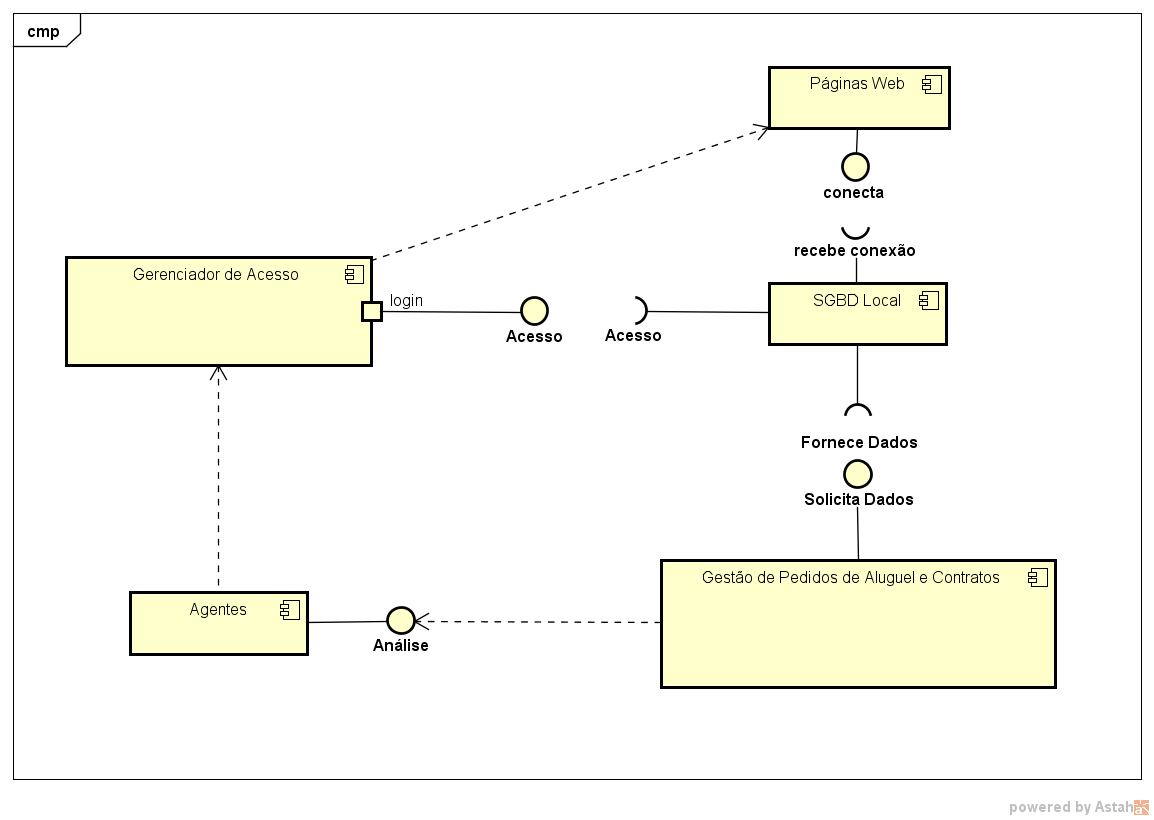 cmp
Páginas Web
conecta
recebe conexão
Gerenciador de Acesso
login
Acesso
Acesso
SGBD Local
Fornece Dados
Solicita Dados
Gestão de Pedidos de Aluguel e Contratos
Agentes
Análise
powered by Astah